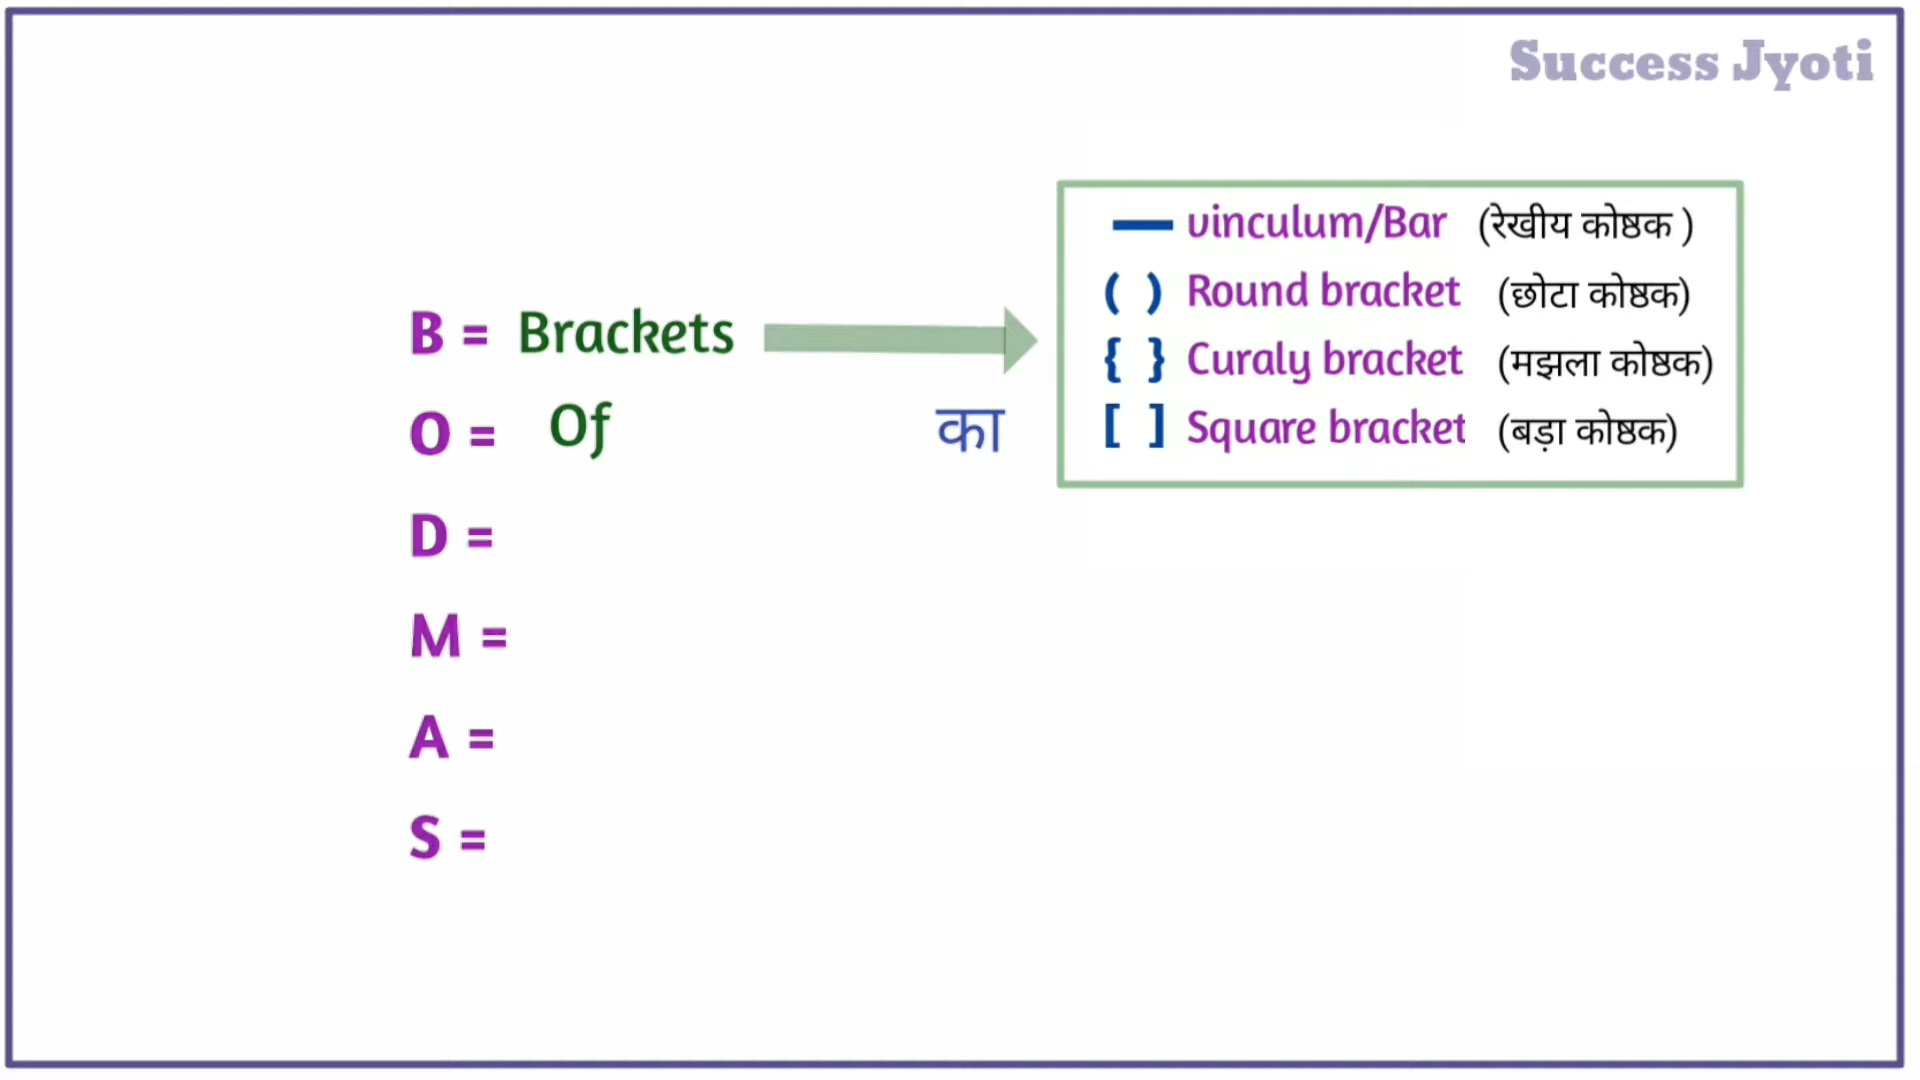 Success Jyoti
— vinculum/Bar (रेखीय कोष्ठक )
( ) Round bracket (छोटा कोष्ठक)
{ } Curaly bracket (मझला कोष्ठक)
[ ] Square bracket (बड़ा कोष्ठक)
B = Brackets
O = Of का
D =
M =
A =
S =